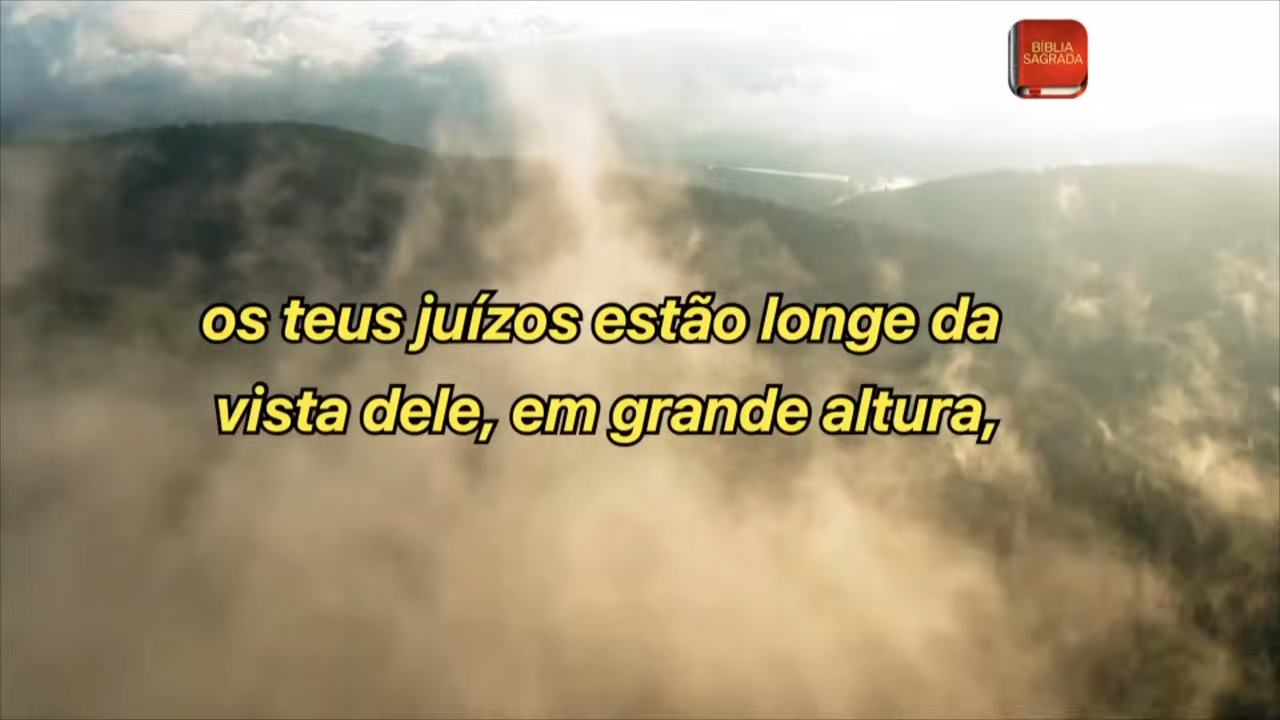 BÍBLIA
SAGRADA
os teus juízos estão longe da
vista dele, em grande altura,